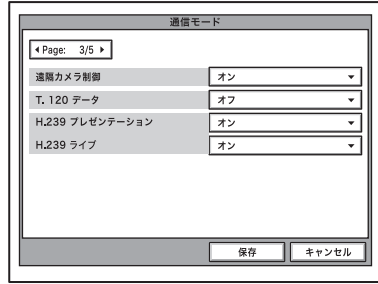 通信モード
Page: 3/5
遠隔カメラ制御 オン
T. 120 データ オフ
H.239 プレゼンテーション オン
H.239 ライブ オン
保存 キャンセル